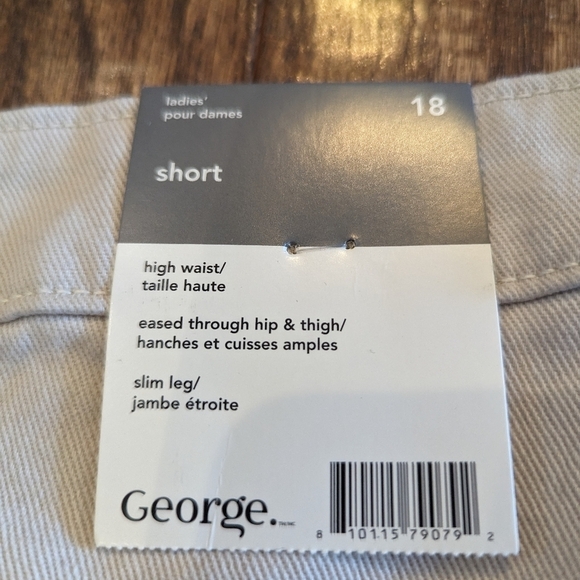 ladies'
pour dames
18
short
high waist/
taille haute
eased through hip & thigh/
hanches et cuisses amples
slim leg/
jambe étroite
George.
8 10115 79079 2